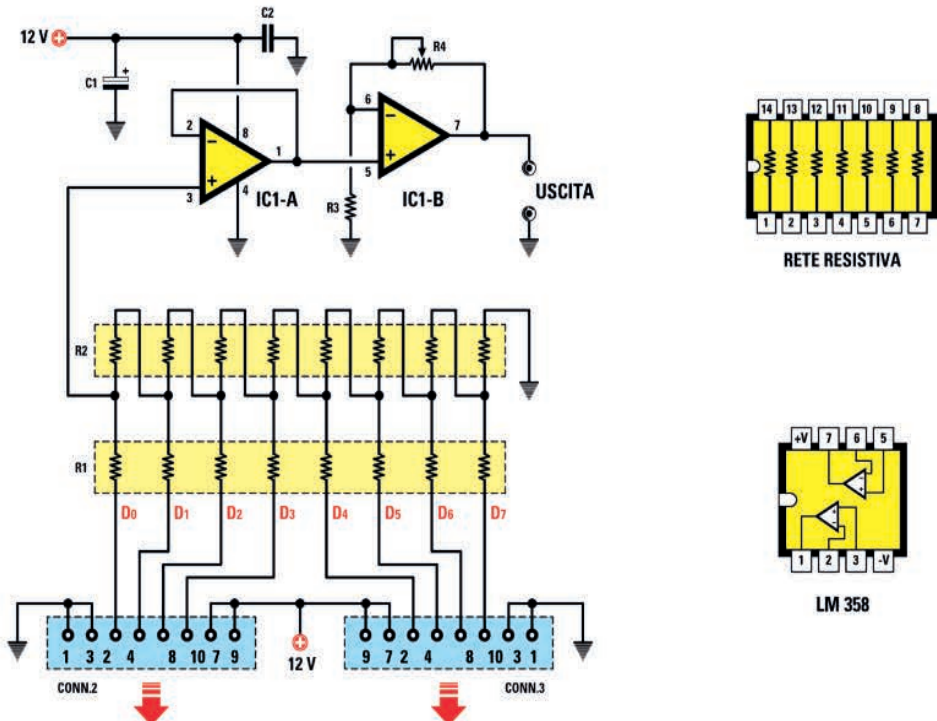 12 V
C2
C1
R4
2
8
1
3
4
6
5
7
IC1-A
IC1-B
R3
USCITA
14 13 12 11 10 9 8
1 2 3 4 5 6 7
RETE RESISTIVA
R2
R1
D0 D1 D2 D3 D4 D5 D6 D7
+V 7 6 5
- +
- +
1 2 3 -V
LM 358
1 3 2 4 8 10 7 9
12 V
9 7 2 4 8 10 3 1
CONN.2
CONN.3